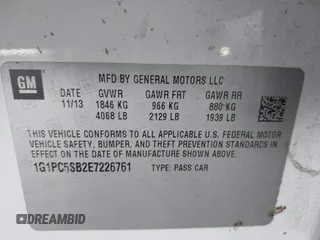 GM
MFD BY GENERAL MOTORS LLC
DATE GVWR GAWR FRT GAWR RR
11/13 1846 KG 966 KG 880 KG
4068 LB 2129 LB 1939 LB
THIS VEHICLE CONFORMS TO ALL APPLICABLE U.S. FEDERAL MOTOR
VEHICLE SAFETY, BUMPER, AND THEFT PREVENTION STANDARDS IN
EFFECT ON THE DATE OF MANUFACTURE SHOWN ABOVE.
1G1PC5SB2E7226761 TYPE: PASS CAR
DRIVEDRIVE